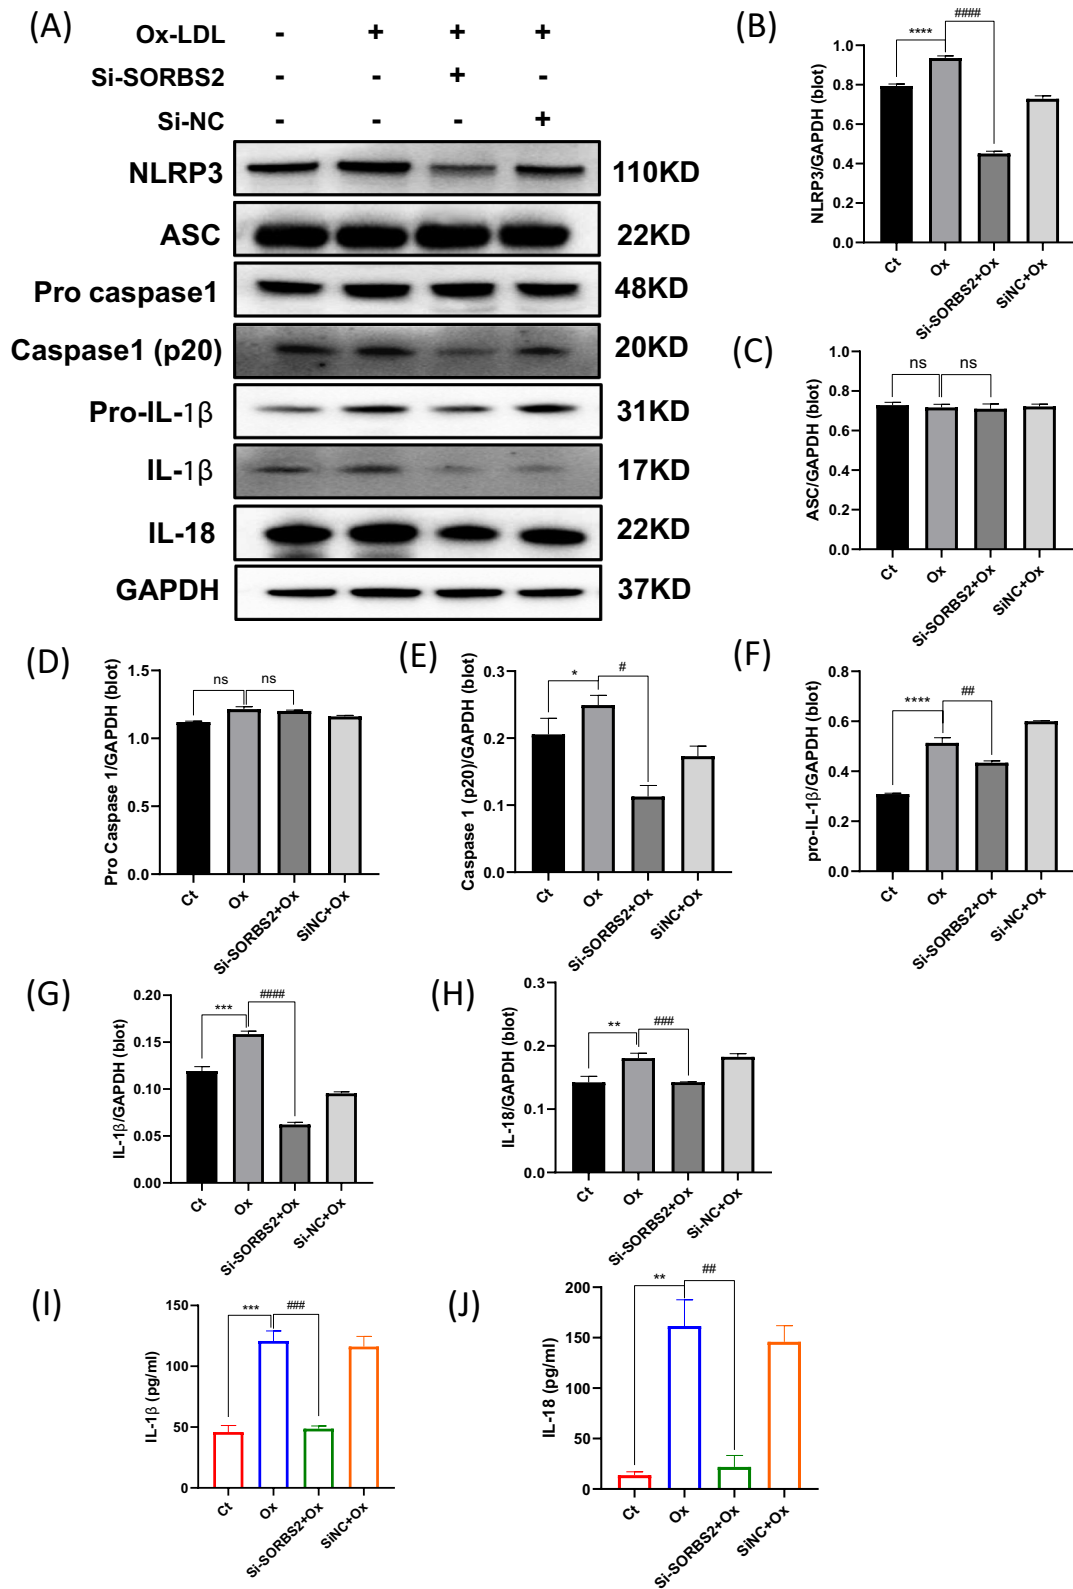 (A)
Ox-LDL - + + +
Si-SORBS2 - - + -
Si-NC - - - +
NLRP3 110KD
ASC 22KD
Pro caspase1 48KD
Caspase1 (p20) 20KD
Pro-IL-1β 31KD
IL-1β 17KD
IL-18 22KD
GAPDH 37KD
(B)
NLRP3/GAPDH (blot)
1.0
0.8
0.6
0.4
0.2
0.0
**** ####
Ct Ox Si-SORBS2+Ox SiNC+Ox
(C)
ASC/GAPDH (blot)
1.0
0.8
0.6
0.4
0.2
0.0
ns ns
Ct Ox Si-SORBS2+Ox SiNC+Ox
(D)
Pro Caspase 1/GAPDH (blot)
1.5
1.0
0.5
0.0
ns ns
Ct Ox Si-SORBS2+Ox SiNC+Ox
(E)
Caspase 1 (p20)/GAPDH (blot)
0.3
0.2
0.1
0.0
* #
Ct Ox Si-SORBS2+Ox SiNC+Ox
(F)
pro-IL-1β/GAPDH (blot)
0.8
0.6
0.4
0.2
0.0
**** ##
Ct Ox Si-SORBS2+Ox Si-NC+Ox
(G)
IL-1β/GAPDH (blot)
0.20
0.15
0.10
0.05
0.00
*** ####
Ct Ox Si-SORBS2+Ox Si-NC+Ox
(H)
IL-18/GAPDH (blot)
0.3
0.2
0.1
0.0
** ###
Ct Ox Si-SORBS2+Ox Si-NC+Ox
(I)
IL-1β (pg/ml)
150
100
50
0
*** ###
Ct Ox Si-SORBS2+Ox SiNC+Ox
(J)
IL-18 (pg/ml)
200
150
100
50
0
** ##
Ct Ox Si-SORBS2+Ox SiNC+Ox